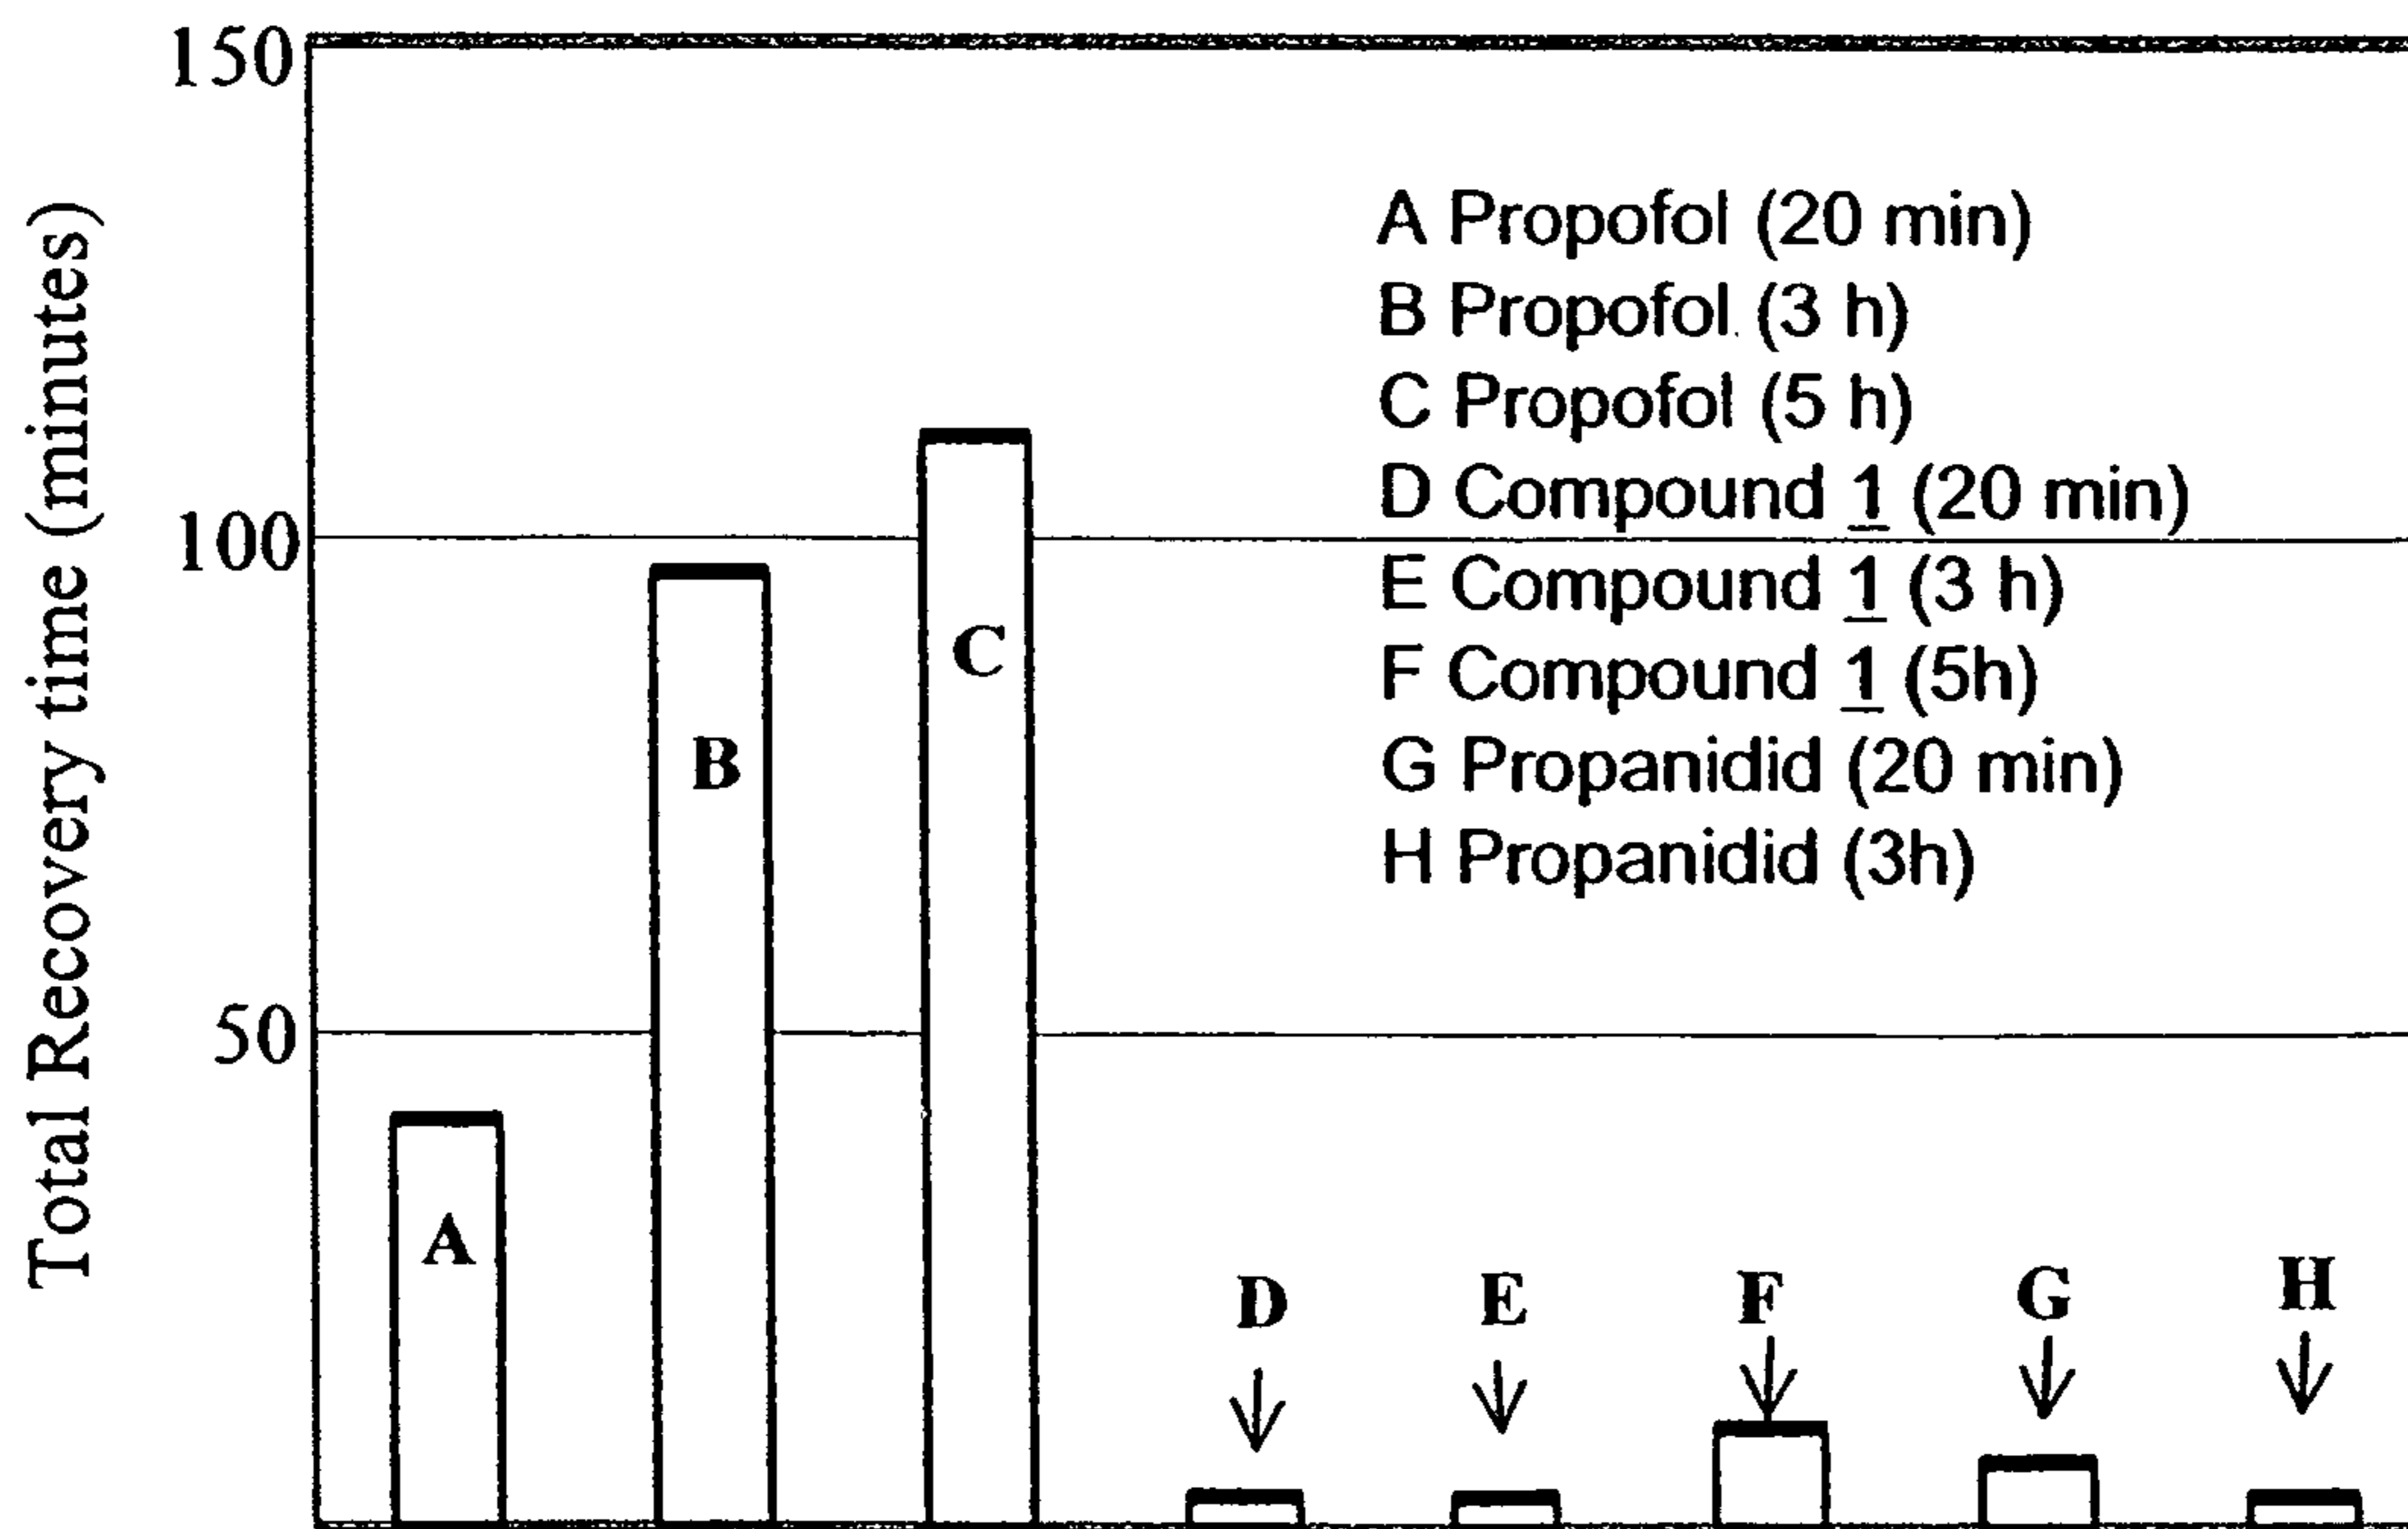 150
100
50
Total Recovery time (minutes)
A Propofol (20 min)
B Propofol (3 h)
C Propofol (5 h)
D Compound 1 (20 min)
E Compound 1 (3 h)
F Compound 1 (5h)
G Propanidid (20 min)
H Propanidid (3h)
A
B
C
D
E
F
G
H